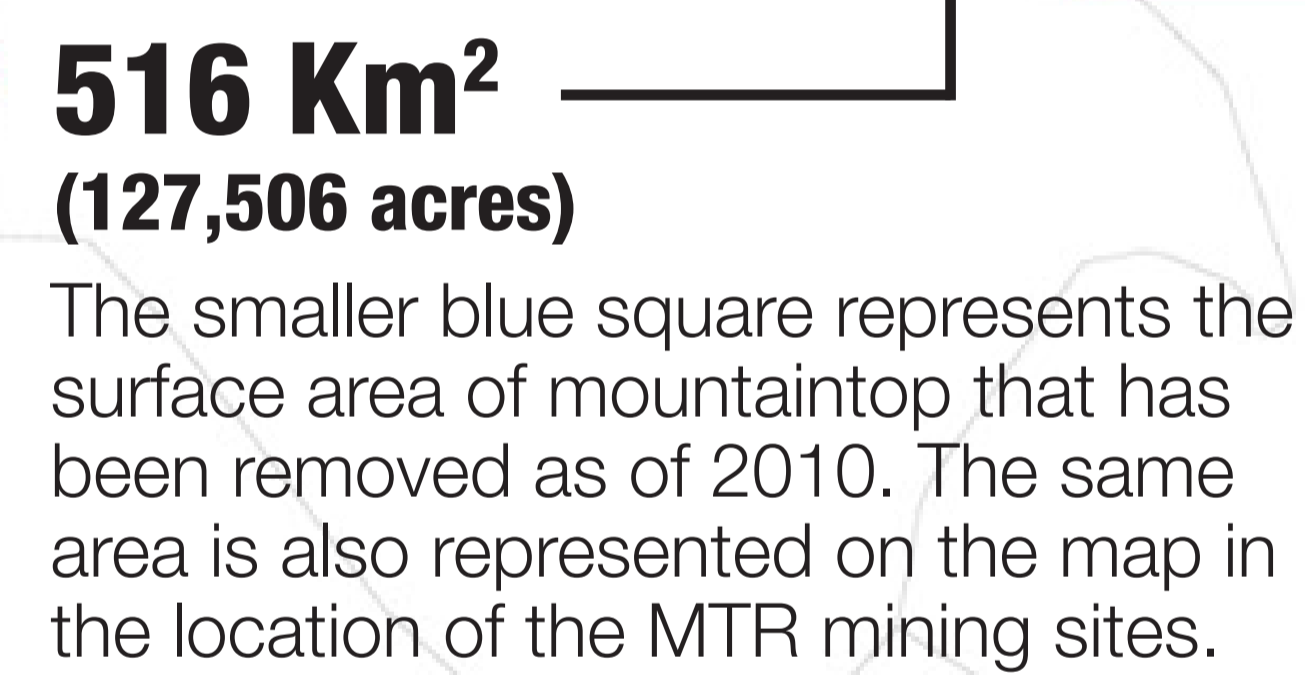 516 Km²
(127,506 acres)
The smaller blue square represents the
surface area of mountaintop that has
been removed as of 2010. The same
area is also represented on the map in
the location of the MTR mining sites.